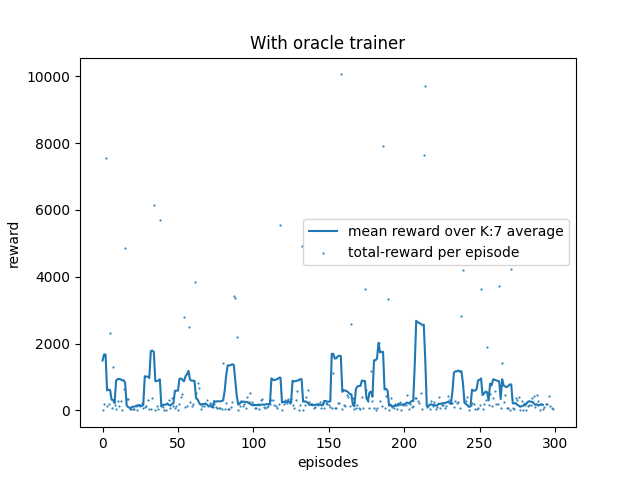 With oracle trainer
10000
8000
6000
4000
2000
0
reward
mean reward over K:7 average
total-reward per episode
0 50 100 150 200 250 300
episodes